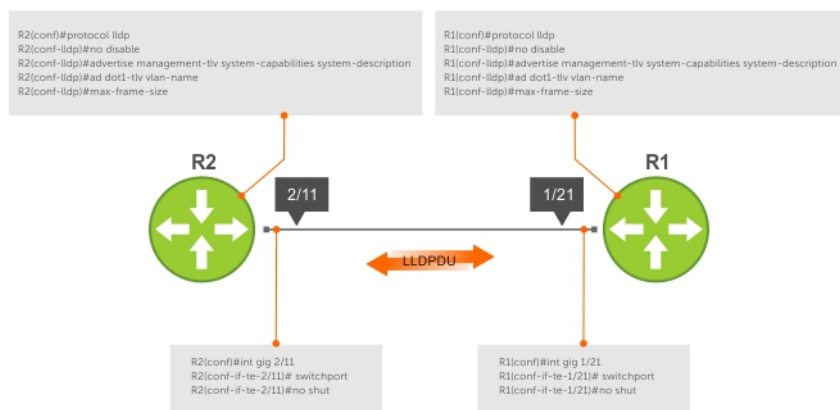 R2(conf)#protocol lldp
R2(conf-lldp)#no disable
R2(conf-lldp)#advertise management-tlv system-capabilities system-description
R2(conf-lldp)#ad dot1-tlv vlan-name
R2(conf-lldp)#max-frame-size
R1(conf)#protocol lldp
R1(conf-lldp)#no disable
R1(conf-lldp)#advertise management-tlv system-capabilities system-description
R1(conf-lldp)#ad dot1-tlv vlan-name
R1(conf-lldp)#max-frame-size
R2
R1
2/11
1/21
LLDPDU
R2(conf)#int gig 2/11
R2(conf-if-te-2/11)# switchport
R2(conf-if-te-2/11)#no shut
R1(conf)#int gig 1/21
R1(conf-if-te-1/21)# switchport
R1(conf-if-te-1/21)#no shut